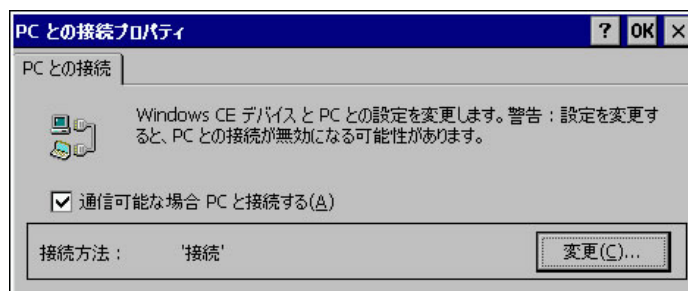 PC との接続プロパティ ? OK ×
PC との接続
Windows CE デバイスと PC との設定を変更します。警告：設定を変更す
ると、PC との接続が無効になる可能性があります。
通信可能な場合 PC と接続する(A)
接続方法： '接続' 変更(C)...